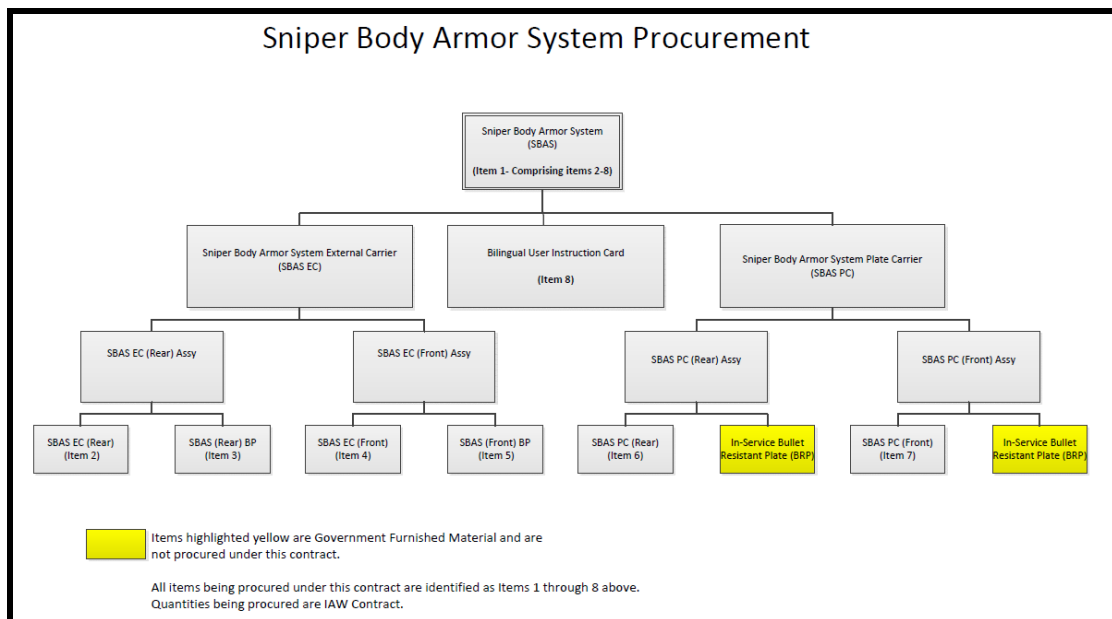 Sniper Body Armor System Procurement
Sniper Body Armor System
(SBAS)
(Item 1- Comprising items 2-8)
Sniper Body Armor System External Carrier
(SBAS EC)
Bilingual User Instruction Card
(Item 8)
Sniper Body Armor System Plate Carrier
(SBAS PC)
SBAS EC (Rear) Assy
SBAS EC (Front) Assy
SBAS PC (Rear) Assy
SBAS PC (Front) Assy
SBAS EC (Rear)
(Item 2)
SBAS (Rear) BP
(Item 3)
SBAS EC (Front)
(Item 4)
SBAS (Front) BP
(Item 5)
SBAS PC (Rear)
(Item 6)
In-Service Bullet
Resistant Plate (BRP)
SBAS PC (Front)
(Item 7)
In-Service Bullet
Resistant Plate (BRP)
Items highlighted yellow are Government Furnished Material and are
not procured under this contract.
All items being procured under this contract are identified as Items 1 through 8 above.
Quantities being procured are IAW Contract.